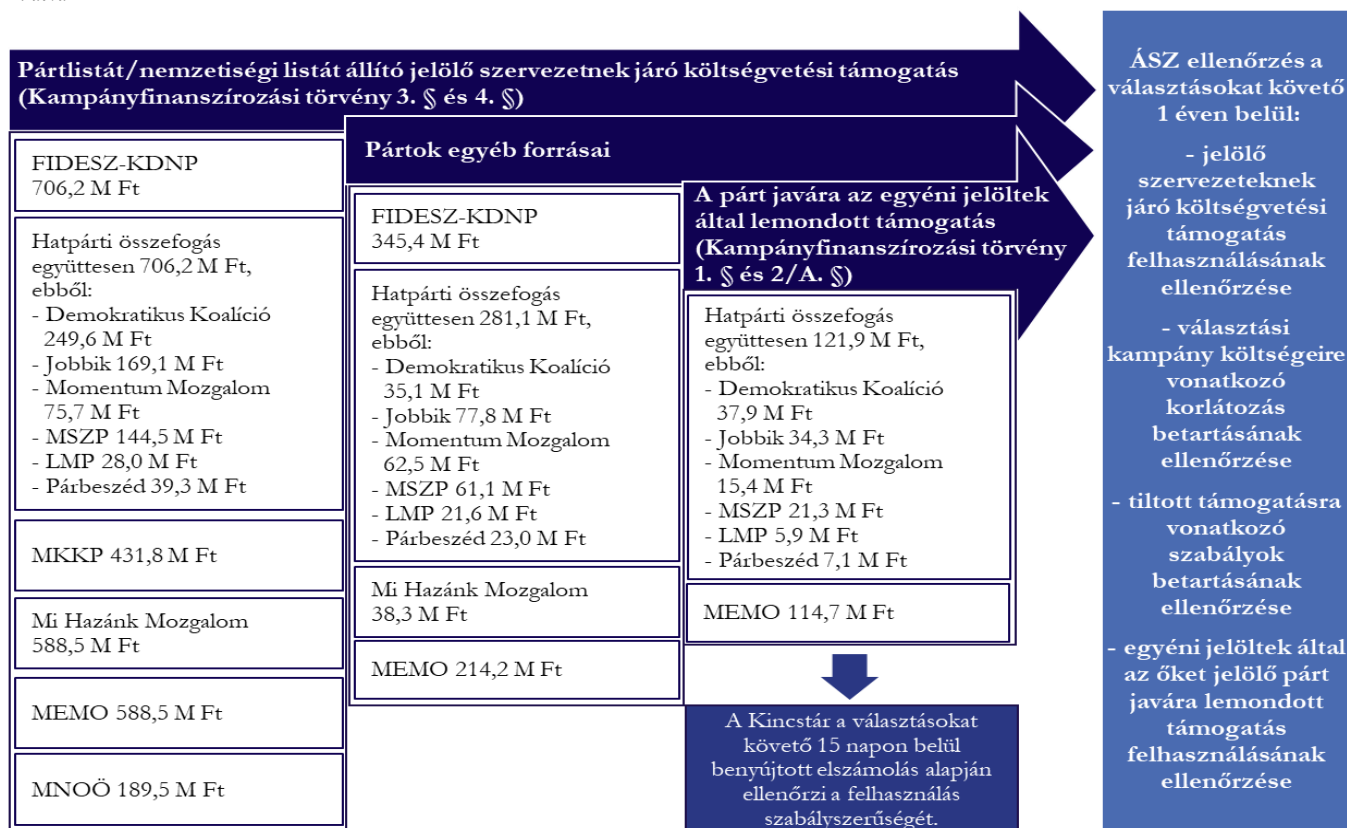 Pártlistát/nemzetiségi listát állító jelölő szervezetnek járó költségvetési támogatás
(Kampányfinanszírozási törvény 3. § és 4. §)
FIDESZ-KDNP
706,2 M Ft
Hatpárti összefogás
együttesen 706,2 M Ft,
ebből:
- Demokratikus Koalíció
249,6 M Ft
- Jobbik 169,1 M Ft
- Momentum Mozgalom
75,7 M Ft
- MSZP 144,5 M Ft
- LMP 28,0 M Ft
- Párbeszéd 39,3 M Ft
MKKP 431,8 M Ft
Mi Hazánk Mozgalom
588,5 M Ft
MEMO 588,5 M Ft
MNOÖ 189,5 M Ft
Pártok egyéb forrásai
FIDESZ-KDNP
345,4 M Ft
Hatpárti összefogás
együttesen 281,1 M Ft,
ebből:
- Demokratikus Koalíció
35,1 M Ft
- Jobbik 77,8 M Ft
- Momentum Mozgalom
62,5 M Ft
- MSZP 61,1 M Ft
- LMP 21,6 M Ft
- Párbeszéd 23,0 M Ft
Mi Hazánk Mozgalom
38,3 M Ft
MEMO 214,2 M Ft
A párt javára az egyéni jelöltek
által lemondott támogatás
(Kampányfinanszírozási törvény
1. § és 2/A. §)
Hatpárti összefogás
együttesen 121,9 M Ft,
ebből:
- Demokratikus Koalíció
37,9 M Ft
- Jobbik 34,3 M Ft
- Momentum Mozgalom
15,4 M Ft
- MSZP 21,3 M Ft
- LMP 5,9 M Ft
- Párbeszéd 7,1 M Ft
MEMO 114,7 M Ft
A Kincstár a választásokat
követő 15 napon belül
benyújtott elszámolás alapján
ellenőrzi a felhasználás
szabályszerűségét.
ÁSZ ellenőrzés a
választásokat követő
1 éven belül:
- jelölő
szervezeteknek
járó költségvetési
támogatás
felhasználásának
ellenőrzése
- választási
kampány költségeire
vonatkozó
korlátozás
betartásának
ellenőrzése
- tiltott támogatásra
vonatkozó
szabályok
betartásának
ellenőrzése
- egyéni jelöltek által
az őket jelölő párt
javára lemondott
támogatás
felhasználásának
ellenőrzése